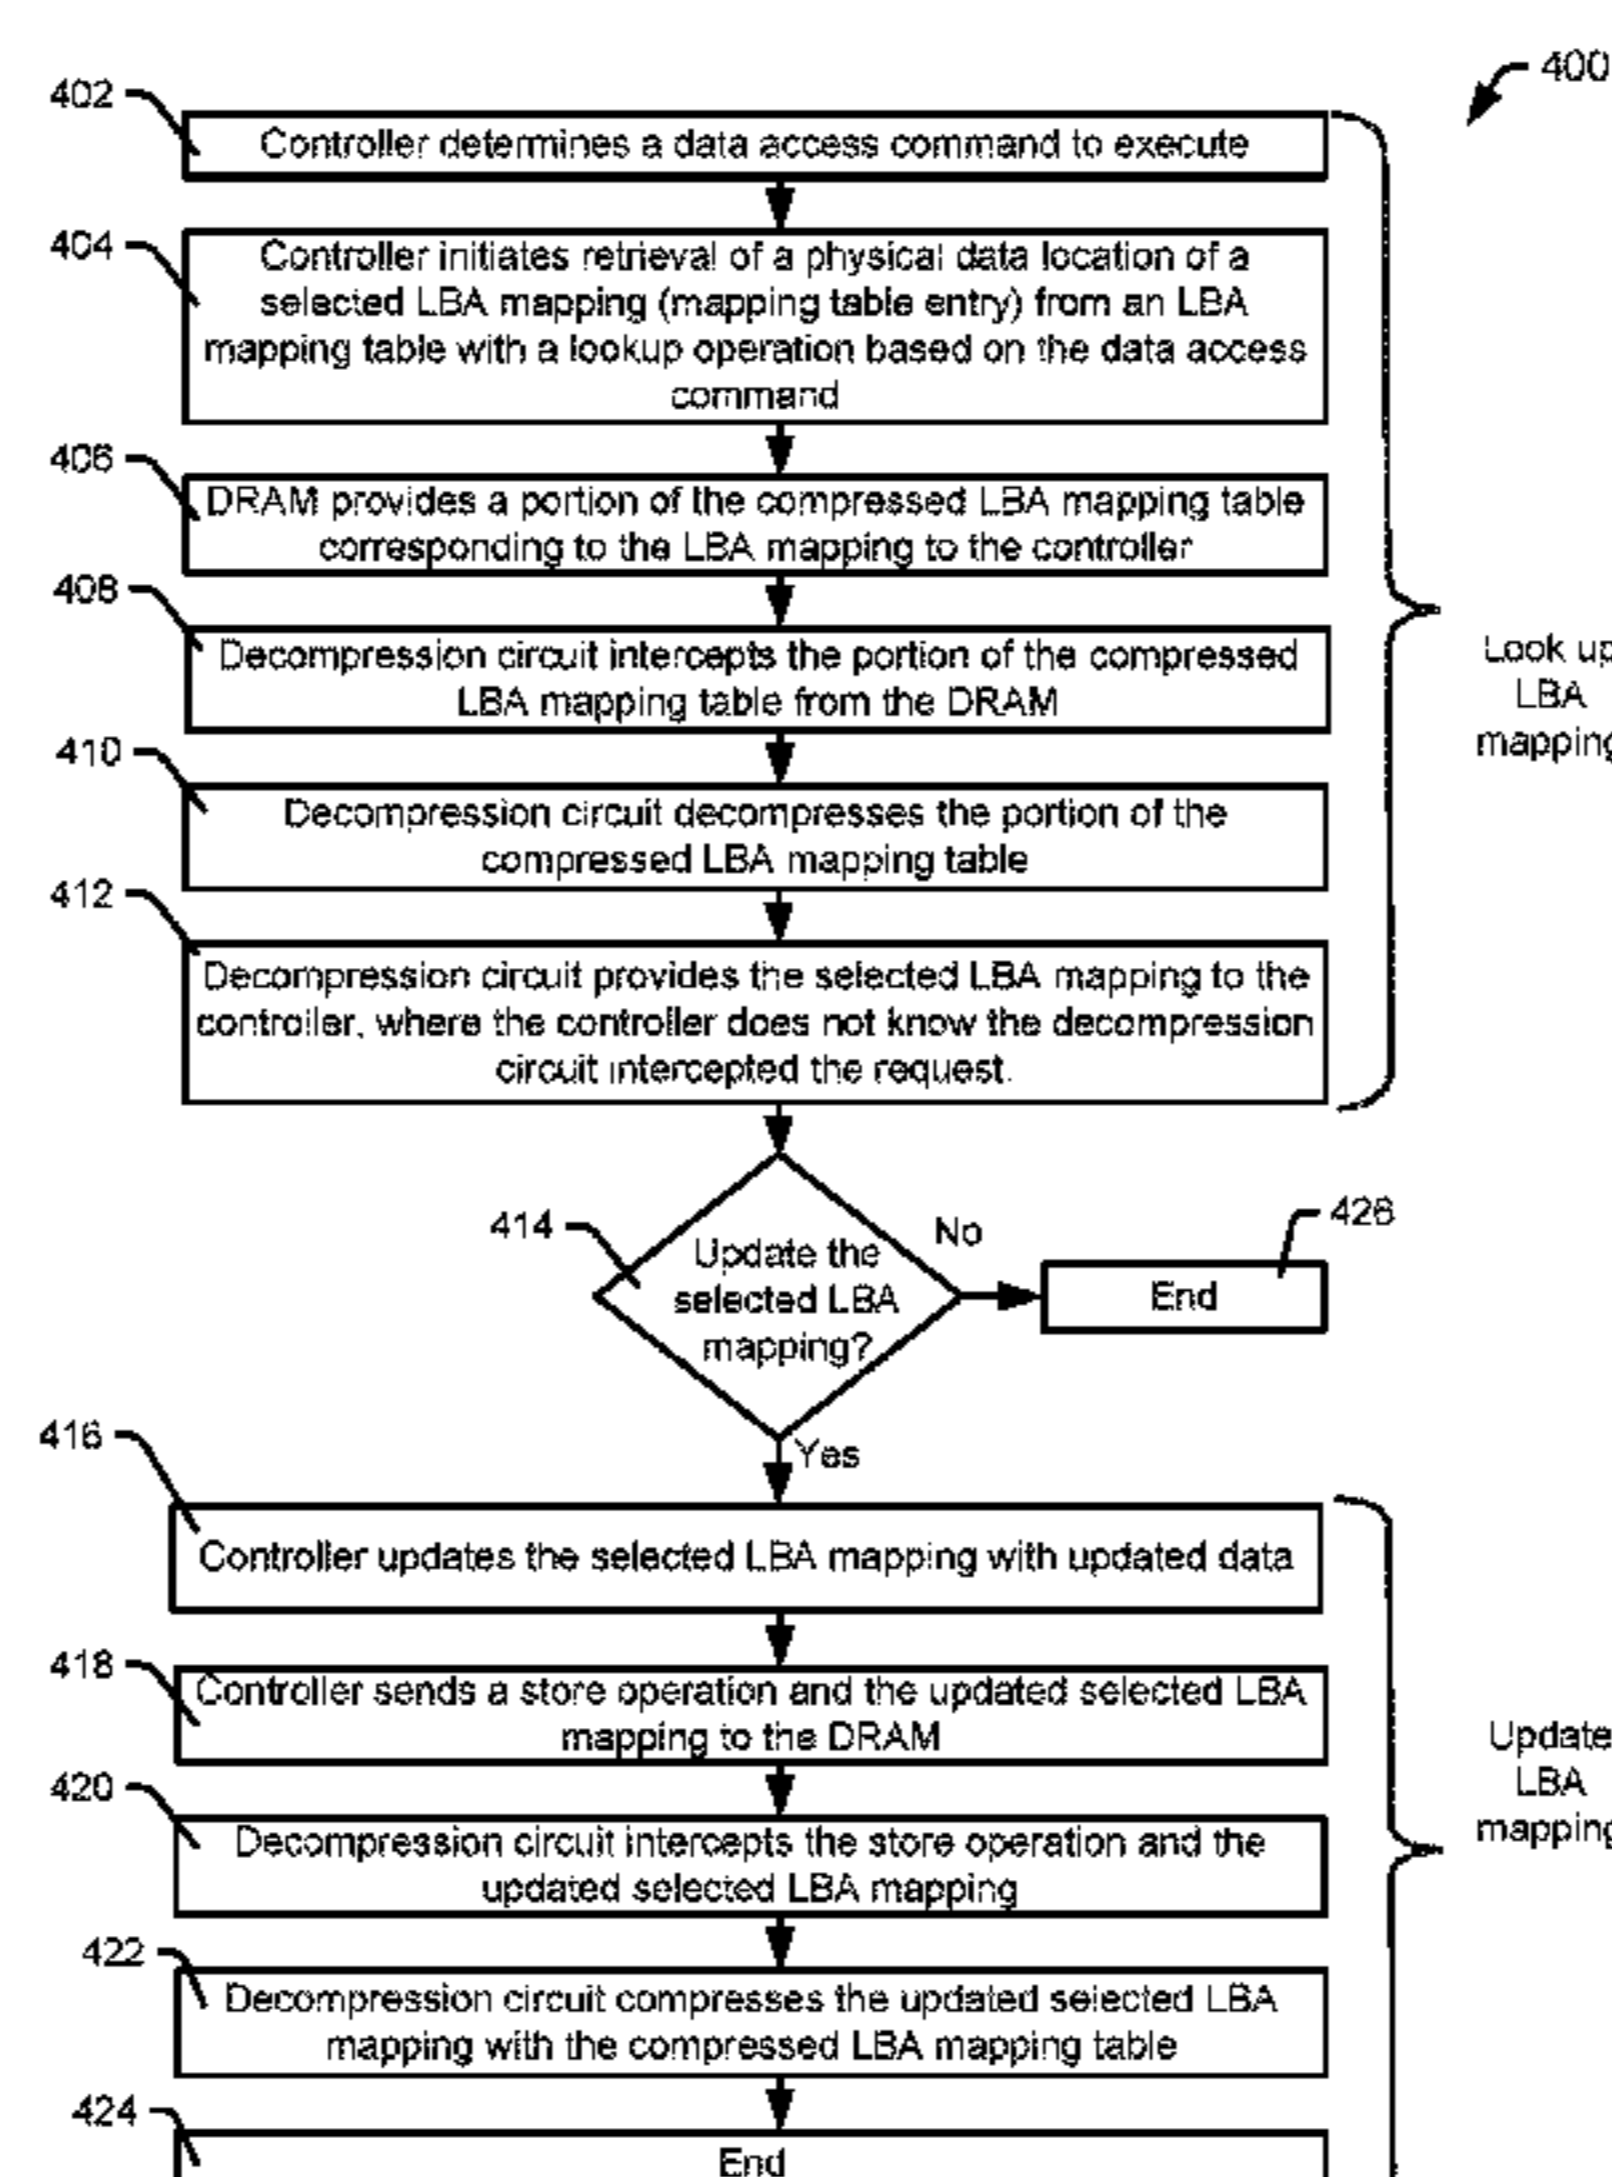 400
402
Controller determines a data access command to execute
404
Controller initiates retrieval of a physical data location of a
selected LBA mapping (mapping table entry) from an LBA
mapping table with a lookup operation based on the data access
command
406
DRAM provides a portion of the compressed LBA mapping table
corresponding to the LBA mapping to the controller
408
Decompression circuit intercepts the portion of the compressed
LBA mapping table from the DRAM
Look up
LBA
mapping
410
Decompression circuit decompresses the portion of the
compressed LBA mapping table
412
Decompression circuit provides the selected LBA mapping to the
controller, where the controller does not know the decompression
circuit intercepted the request.
414
Update the
selected LBA
mapping?
No
426
End
Yes
416
Controller updates the selected LBA mapping with updated data
418
Controller sends a store operation and the updated selected LBA
mapping to the DRAM
Update
LBA
mapping
420
Decompression circuit intercepts the store operation and the
updated selected LBA mapping
422
Decompression circuit compresses the updated selected LBA
mapping with the compressed LBA mapping table
424
End